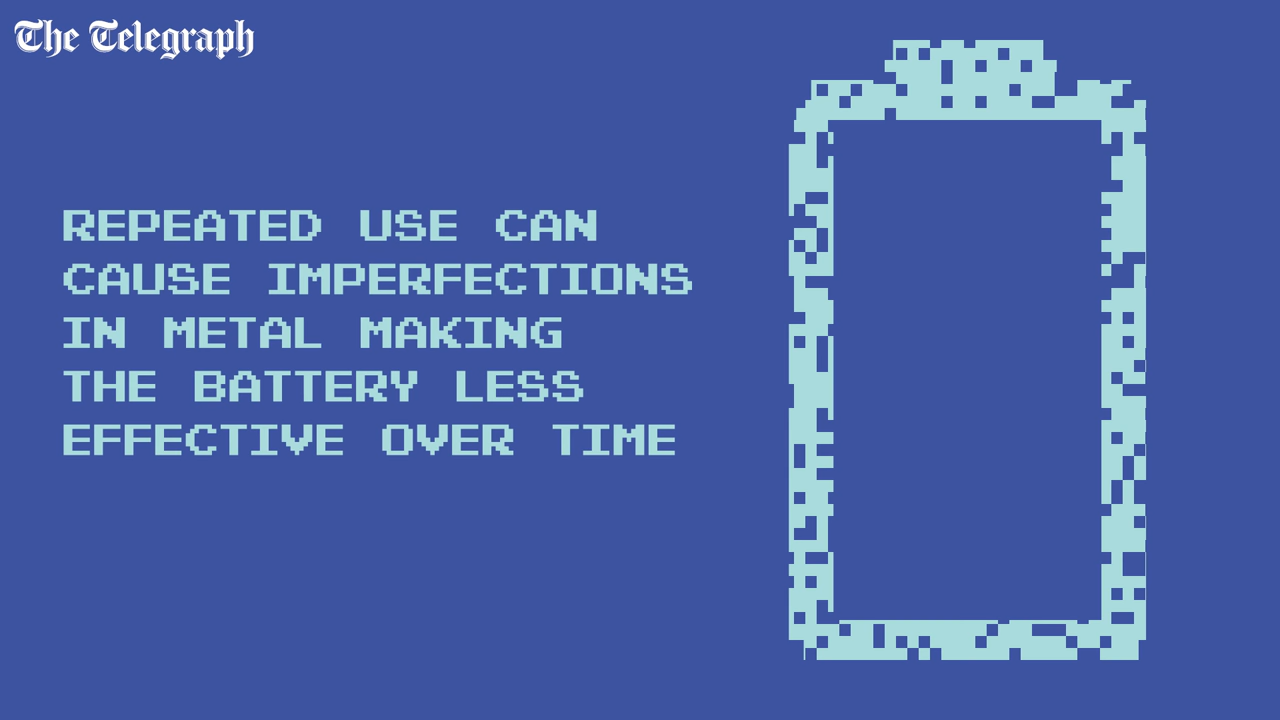 The Telegraph
REPEATED USE CAN
CAUSE IMPERFECTIONS
IN METAL MAKING
THE BATTERY LESS
EFFECTIVE OVER TIME